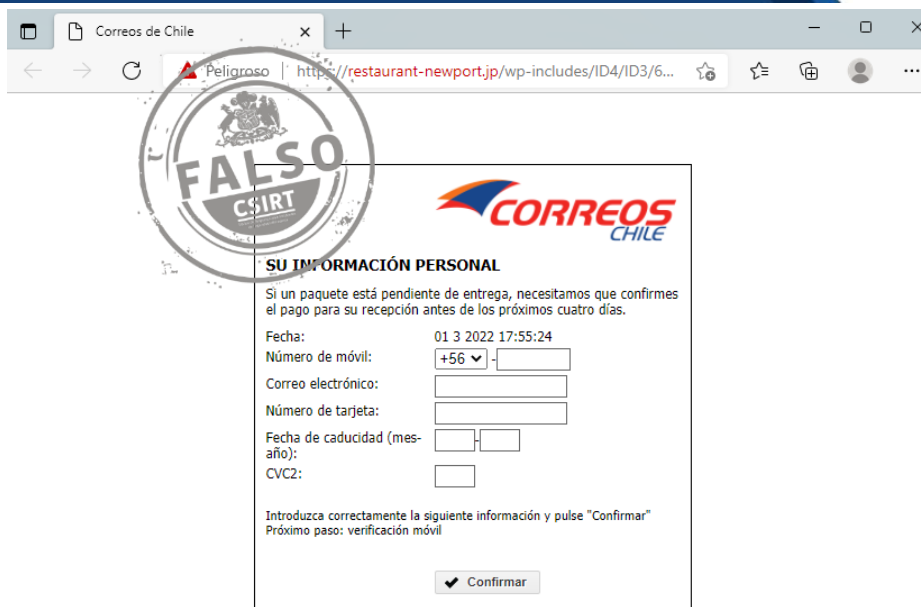 Correos de Chile
Peligroso | https://restaurant-newport.jp/wp-includes/ID4/ID3/6...
FALSO
CSIRT
CORREOS
CHILE
SU INFORMACIÓN PERSONAL
Si un paquete está pendiente de entrega, necesitamos que confirmes
el pago para su recepción antes de los próximos cuatro días.
Fecha: 01 3 2022 17:55:24
Número de móvil: +56 -
Correo electrónico:
Número de tarjeta:
Fecha de caducidad (mes-
año): -
CVC2:
Introduzca correctamente la siguiente información y pulse "Confirmar"
Próximo paso: verificación móvil
Confirmar